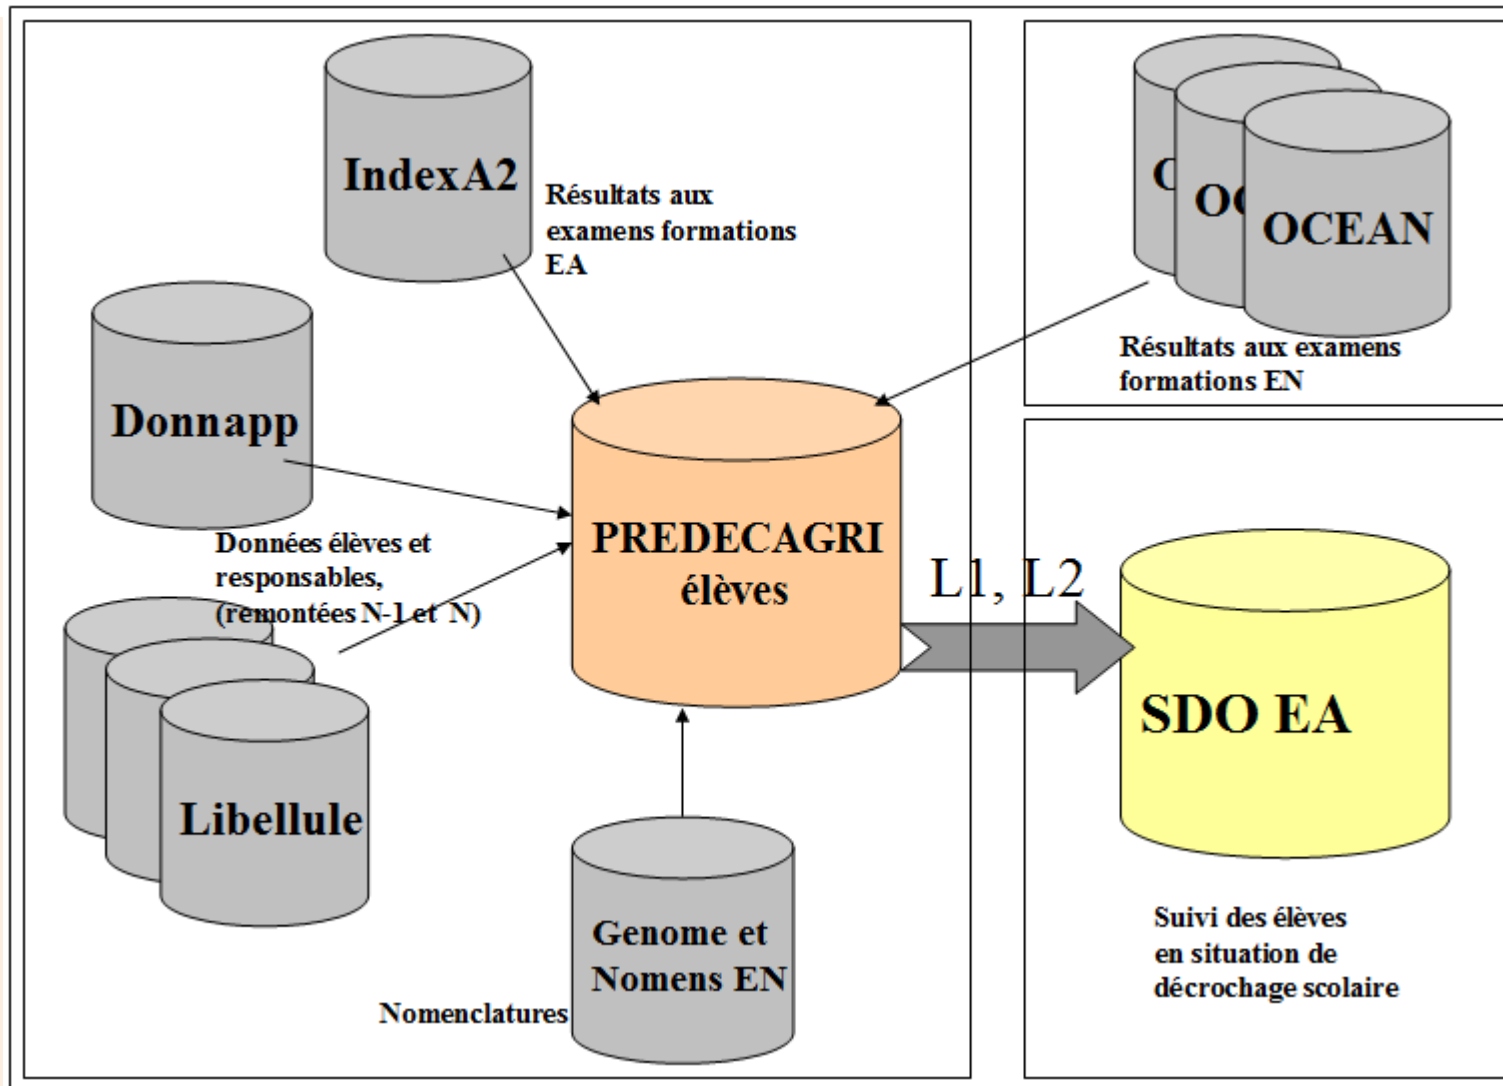 IndexA2
Résultats aux
examens formations
EA
O
OC
OCEAN
Résultats aux examens
formations EN
Donnapp
Données élèves et
responsables,
(remontées N-1 et N)
PREDECAGRI
élèves
L1, L2
SDO EA
Libellule
Genome et
Nomens EN
Nomenclatures
Suivi des élèves
en situation de
décrochage scolaire